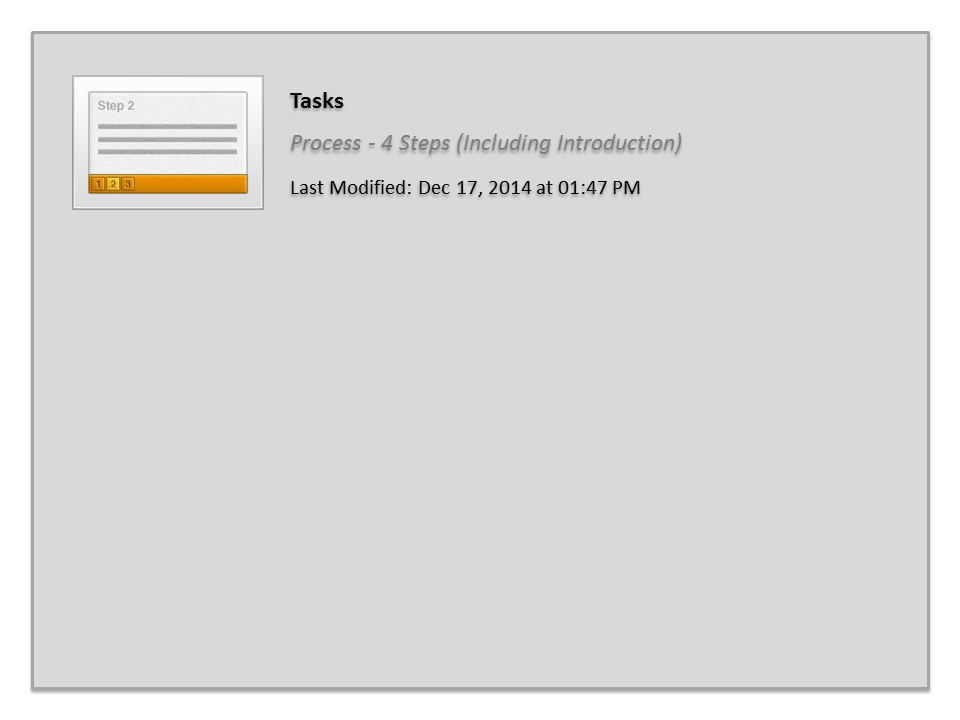 Step 2
1 2 3
Tasks
Process - 4 Steps (Including Introduction)
Last Modified: Dec 17, 2014 at 01:47 PM